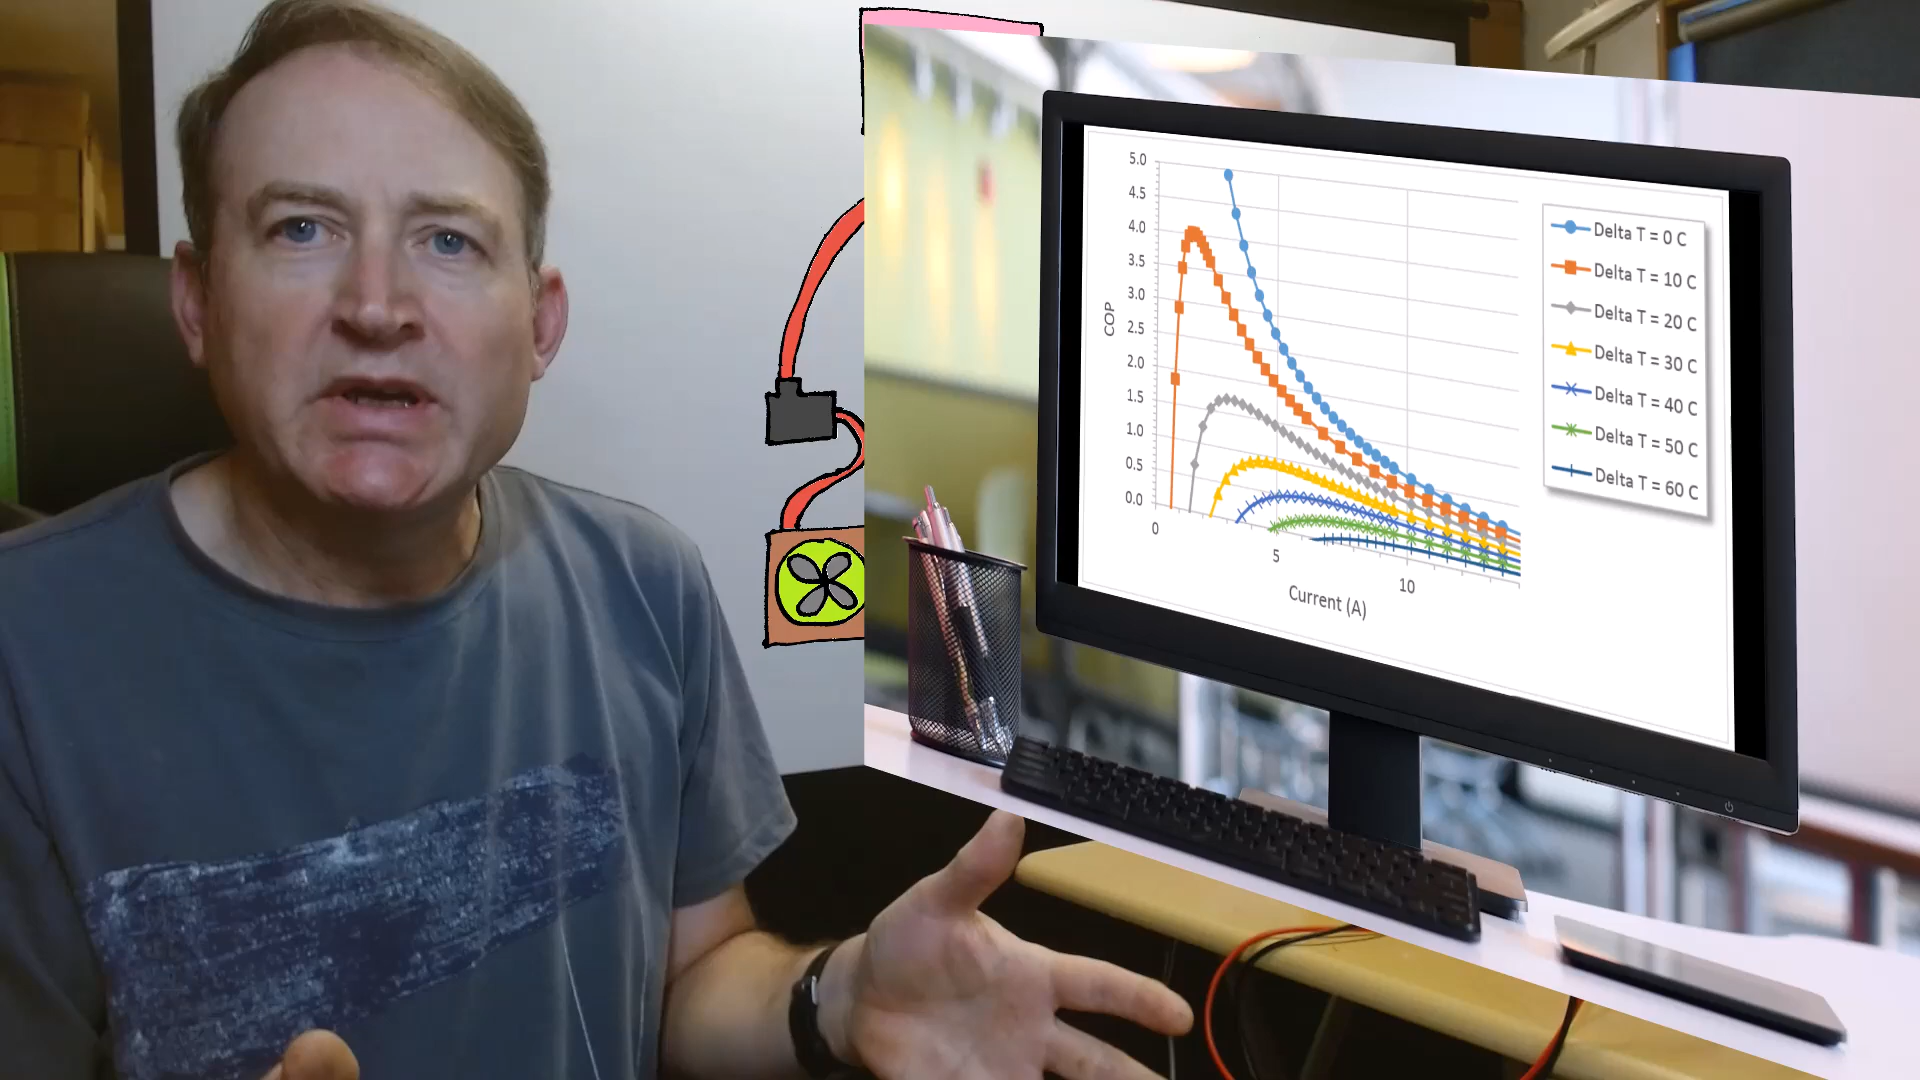 5.0
4.5
4.0
3.5
3.0
2.5
2.0
1.5
1.0
0.5
0.0
COP
0
5
10
Current (A)
Delta T = 0 C
Delta T = 10 C
Delta T = 20 C
Delta T = 30 C
Delta T = 40 C
Delta T = 50 C
Delta T = 60 C